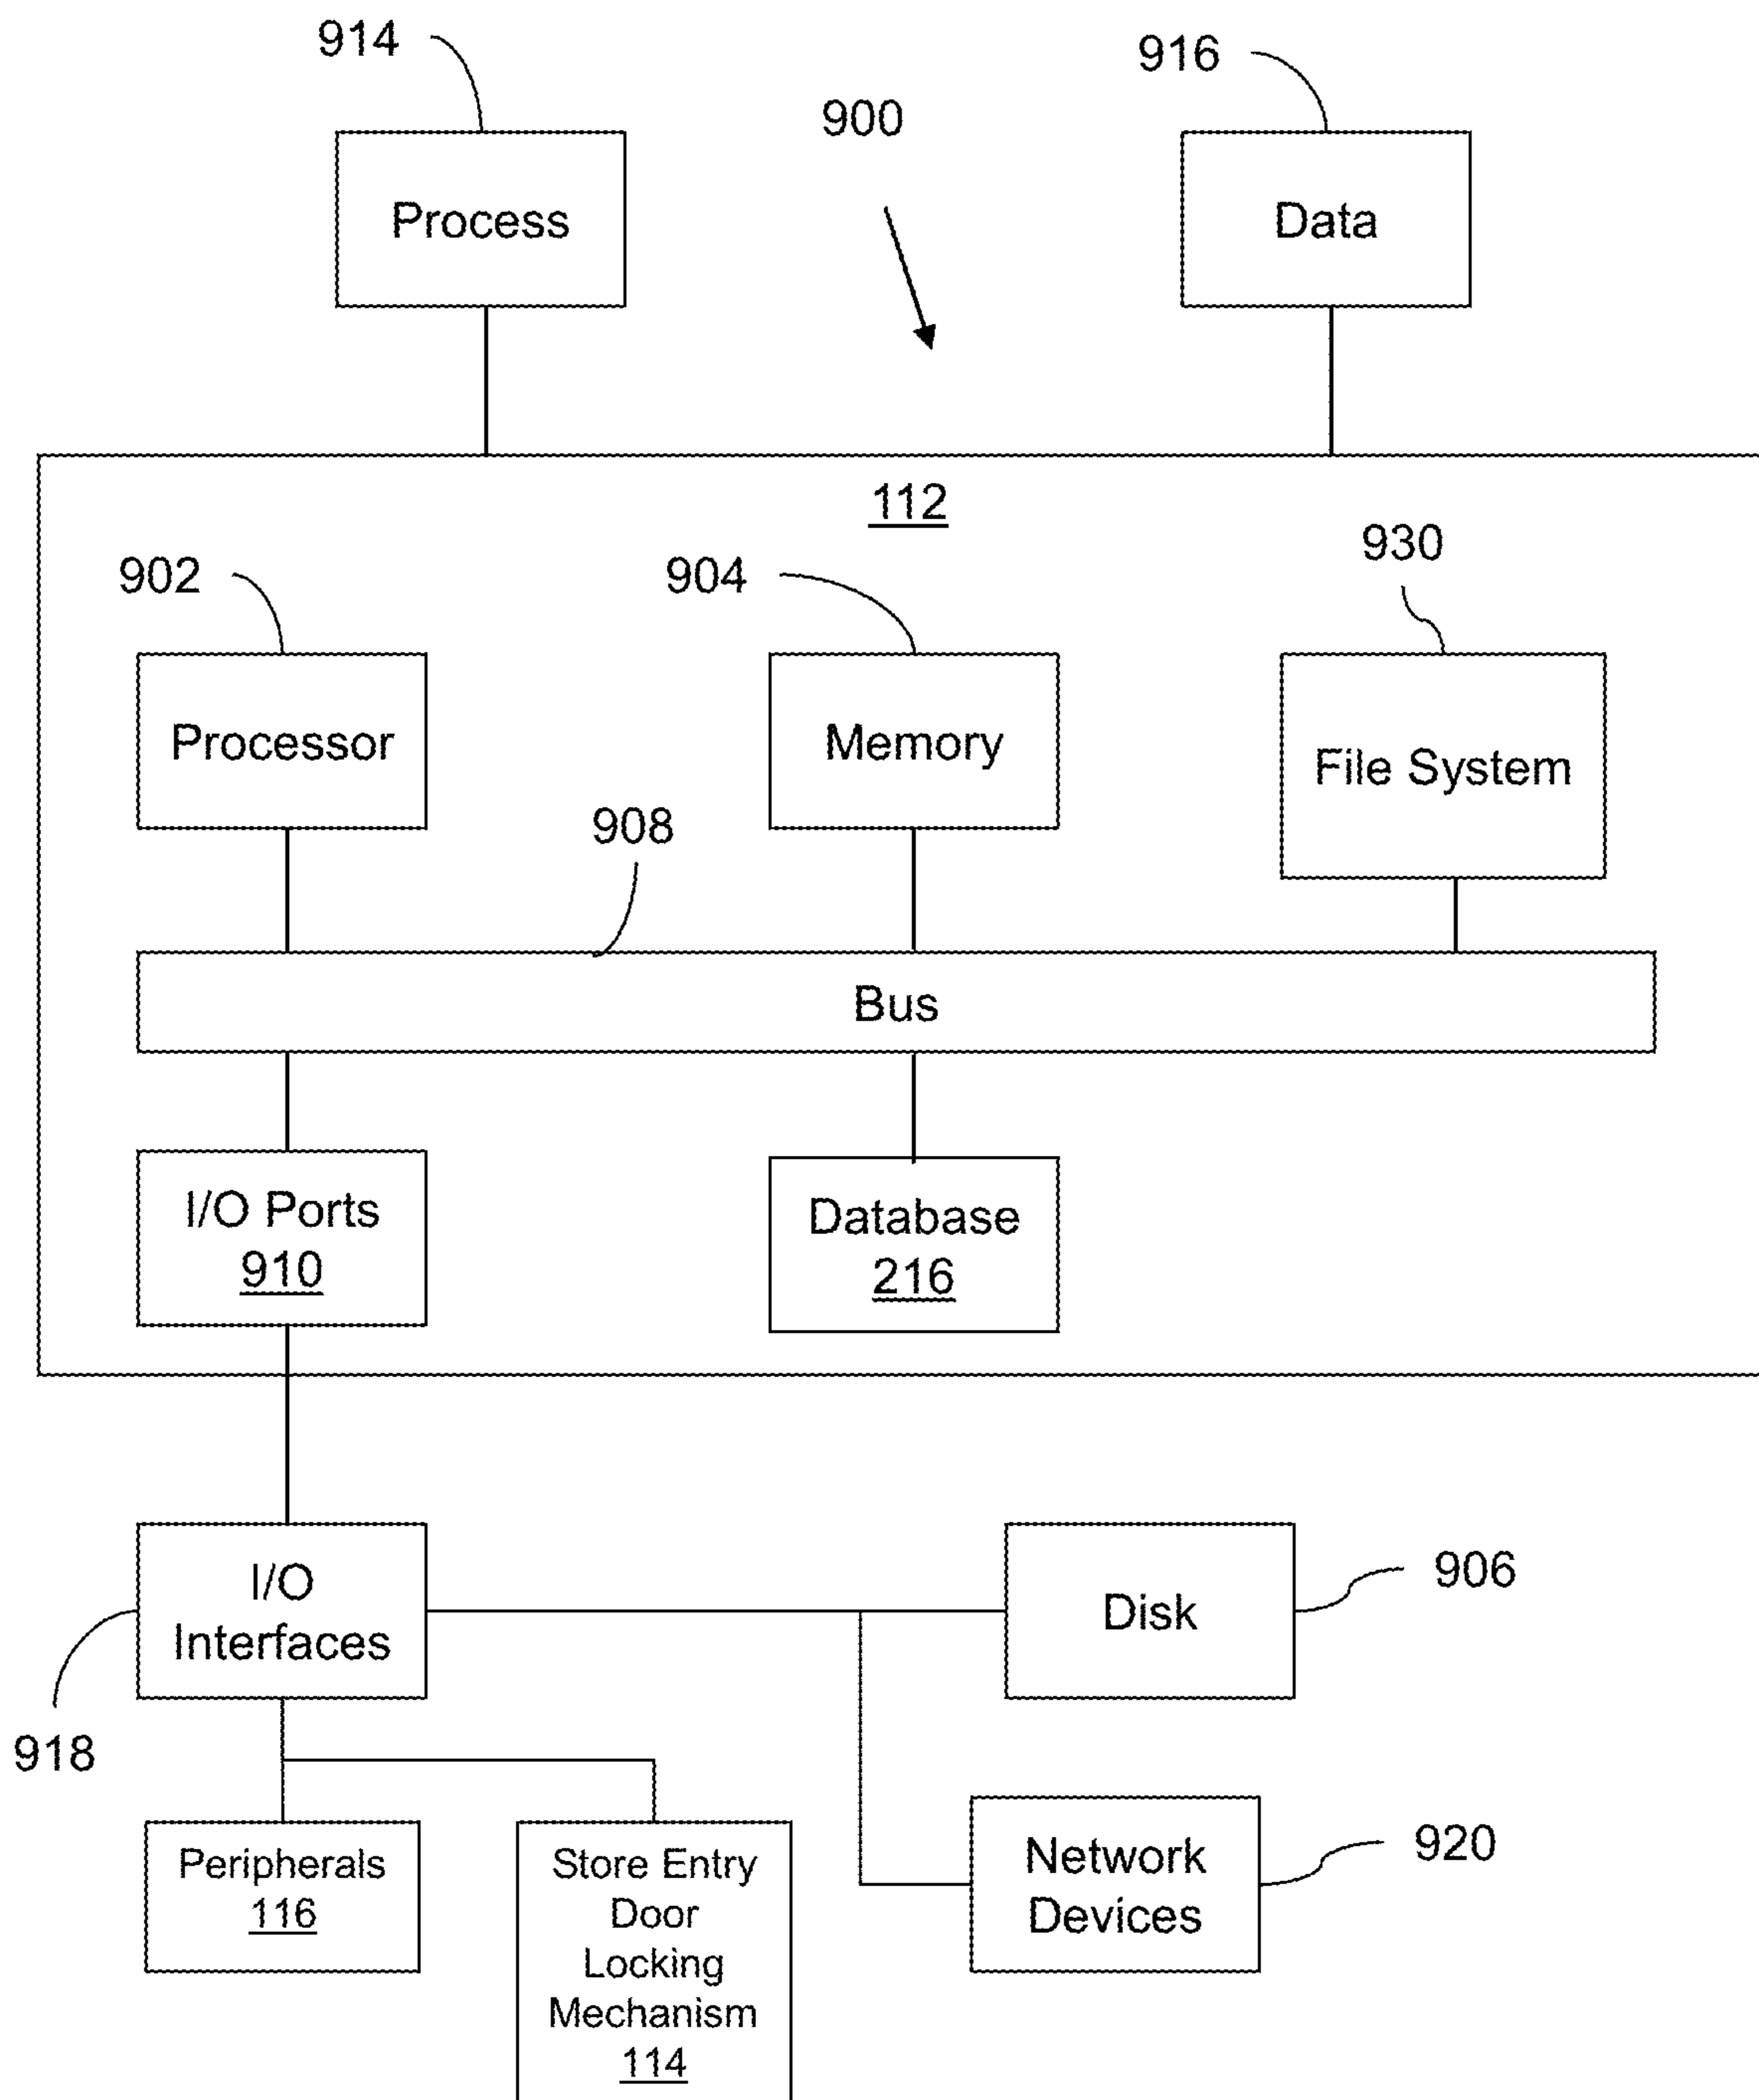 914
916
900
Process
Data
112
930
902
904
Processor
Memory
File System
908
Bus
I/O Ports
910
Database
216
I/O
Interfaces
Disk
906
918
Peripherals
116
Store Entry
Door
Locking
Mechanism
114
Network
Devices
920